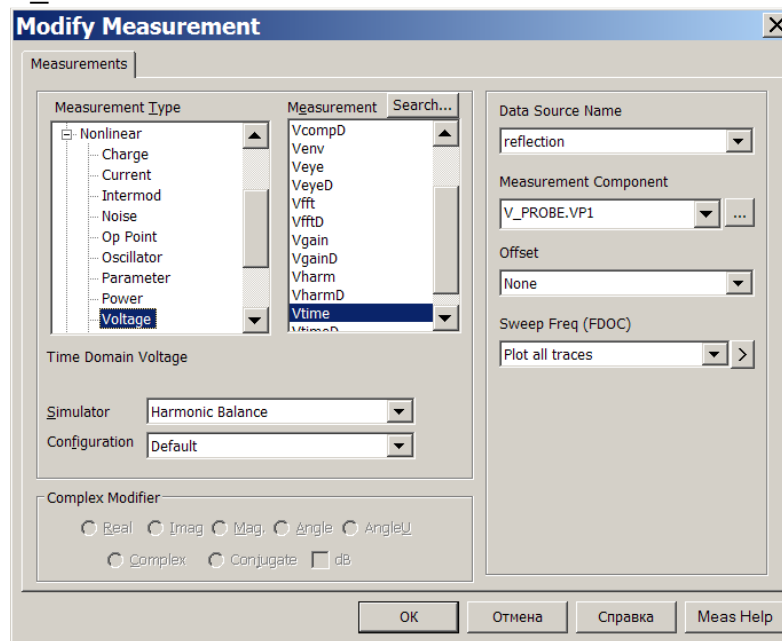 Modify Measurement
Measurements
Measurement Type
Nonlinear
Charge
Current
Intermod
Noise
Op Point
Oscillator
Parameter
Power
Voltage
Measurement
Search...
VcompD
Venv
Veye
VeyeD
Vfft
VfftD
Vgain
VgainD
Vharm
VharmD
Vtime
VtimeD
Time Domain Voltage
Simulator
Harmonic Balance
Configuration
Default
Complex Modifier
Real Imag Mag. Angle AngleU
Complex Conjugate dB
Data Source Name
reflection
Measurement Component
V_PROBE.VP1
...
Offset
None
Sweep Freq (FDOC)
Plot all traces
>
OK Отмена Справка Meas Help